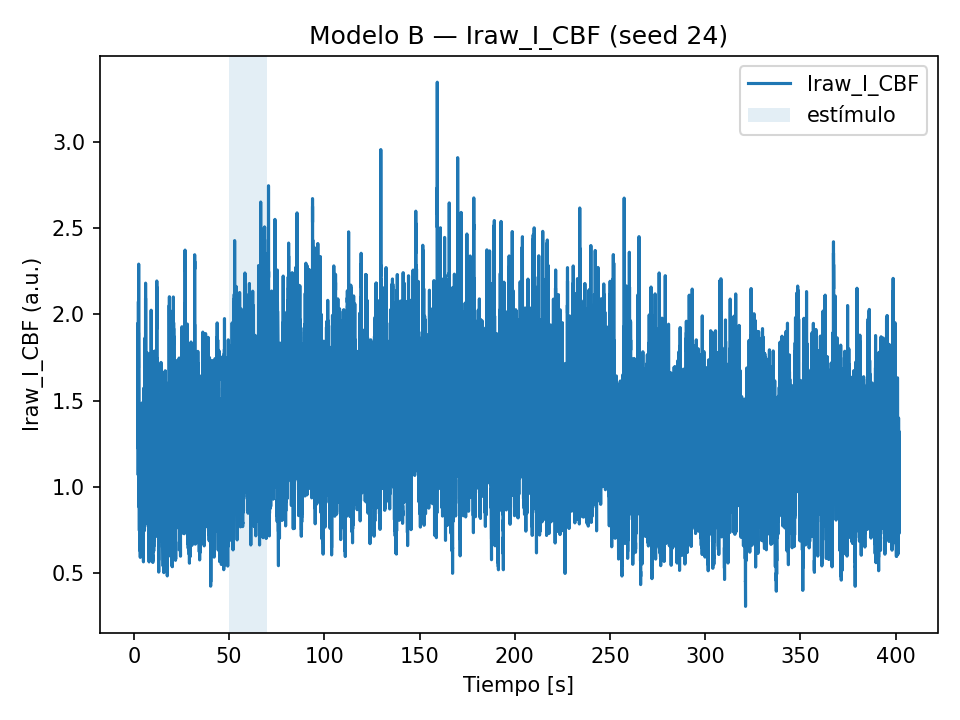 Modelo B — Iraw_I_CBF (seed 24)
Iraw_I_CBF
estímulo
Iraw_I_CBF (a.u.)
3.0
2.5
2.0
1.5
1.0
0.5
0 50 100 150 200 250 300 350 400
Tiempo [s]